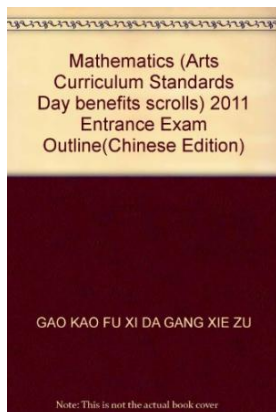 Mathematics (Arts
Curriculum Standards
Day benefits scrolls) 2011
Entrance Exam
Outline(Chinese Edition)
GAO KAO FU XI DA GANG XIE ZU
Note: This is not the actual book cover